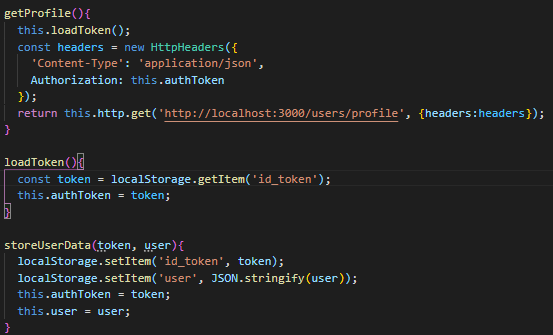 getProfile(){
  this.loadToken();
  const headers = new HttpHeaders({
    'Content-Type': 'application/json',
    Authorization: this.authToken
  });
  return this.http.get('http://localhost:3000/users/profile', {headers:headers});
}
loadToken(){
  const token = localStorage.getItem('id_token');
  this.authToken = token;
}
storeUserData(token, user){
  localStorage.setItem('id_token', token);
  localStorage.setItem('user', JSON.stringify(user));
  this.authToken = token;
  this.user = user;
}